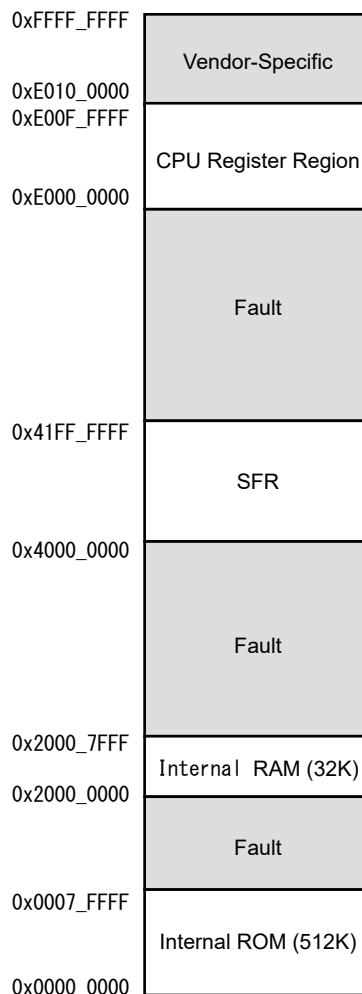 0xFFFF_FFFF
Vendor-Specific
0xE010_0000
0xE00F_FFFF
CPU Register Region
0xE000_0000
Fault
0x41FF_FFFF
SFR
0x4000_0000
Fault
0x2000_7FFF
Internal RAM (32K)
0x2000_0000
Fault
0x0007_FFFF
Internal ROM (512K)
0x0000_0000